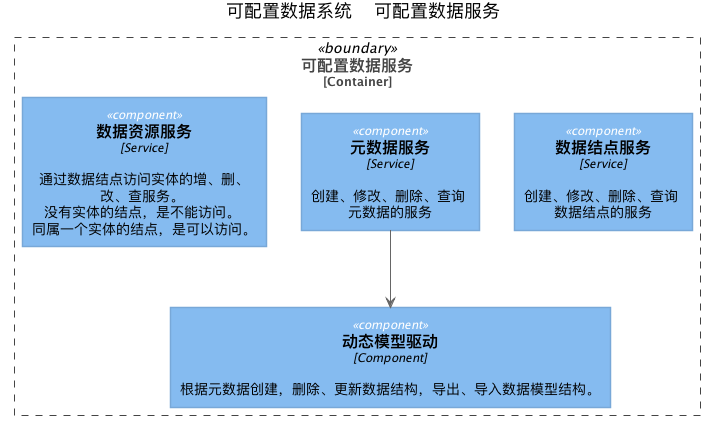 可配置数据系统 可配置数据服务
«boundary»
可配置数据服务
[Container]
«component»
数据资源服务
[Service]
通过数据结点访问实体的增、删、
改、查服务。
没有实体的结点，是不能访问。
同属一个实体的结点，是可以访问。
«component»
元数据服务
[Service]
创建、修改、删除、查询
元数据的服务
«component»
数据结点服务
[Service]
创建、修改、删除、查询
数据结点的服务
«component»
动态模型驱动
[Component]
根据元数据创建，删除、更新数据结构，导出、导入数据模型结构。